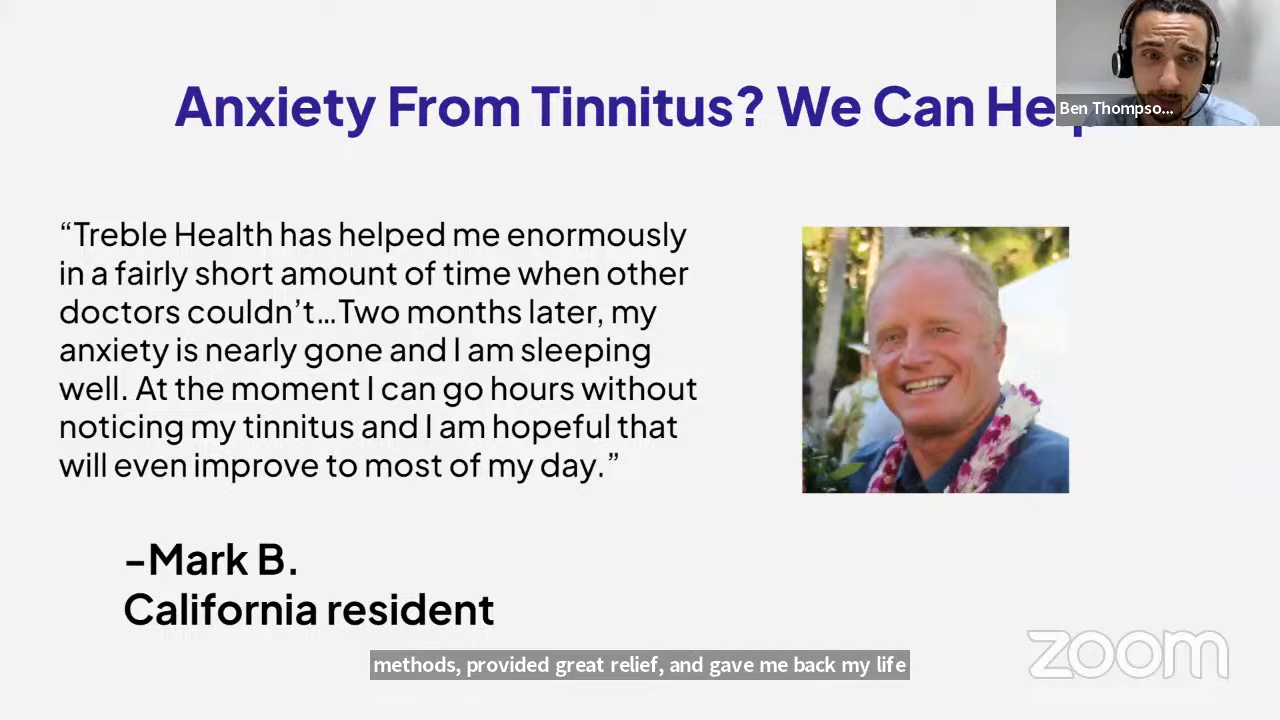 Anxiety From Tinnitus? We Can Help
Ben Thompso...
“Treble Health has helped me enormously
in a fairly short amount of time when other
doctors couldn’t...Two months later, my
anxiety is nearly gone and I am sleeping
well. At the moment I can go hours without
noticing my tinnitus and I am hopeful that
will even improve to most of my day.”
-Mark B.
California resident
methods, provided great relief, and gave me back my life
zoom